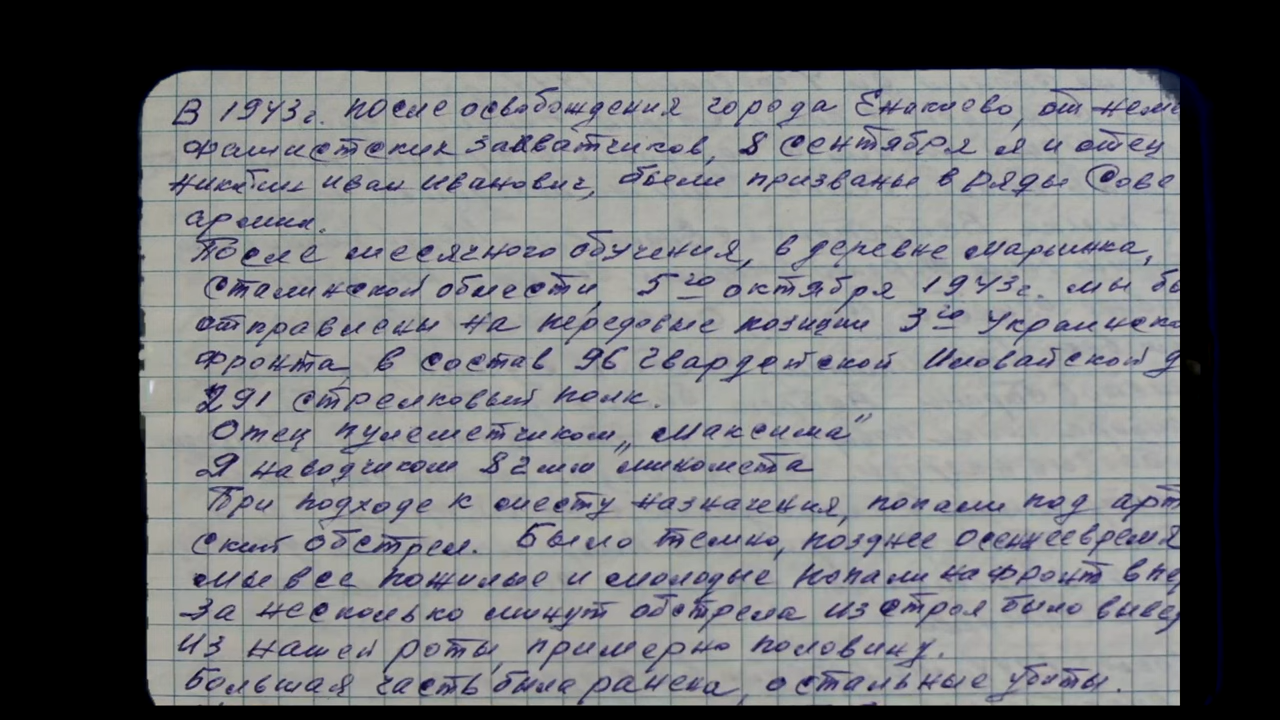 В 1943г. после освобождения города Енакиево, от нем
фашистских захватчиков, 8 сентября я и отец
Иван Иванович, были призваны в ряды Сове
армии.
После месячного обучения, в деревне Марьинка,
Сталинской области, 5го октября 1943г. мы бы
отправлены на передовые позиции 3го Украинско
фронта, в состав 96 Гвардейской Иловайской д
291 стрелковый полк.
Отец пулеметчиком „Максима"
Я наводчиком 82мм миномета
При подходе к месту назначения, попали под арт
ский обстрел. Было темно, позднее осеннее время
Мы все пожилые и молодые попали на фронт впе
За несколько минут обстрела из строя было выве
из нашей роты, примерно половину.
Большая часть была ранена, остальные убиты.